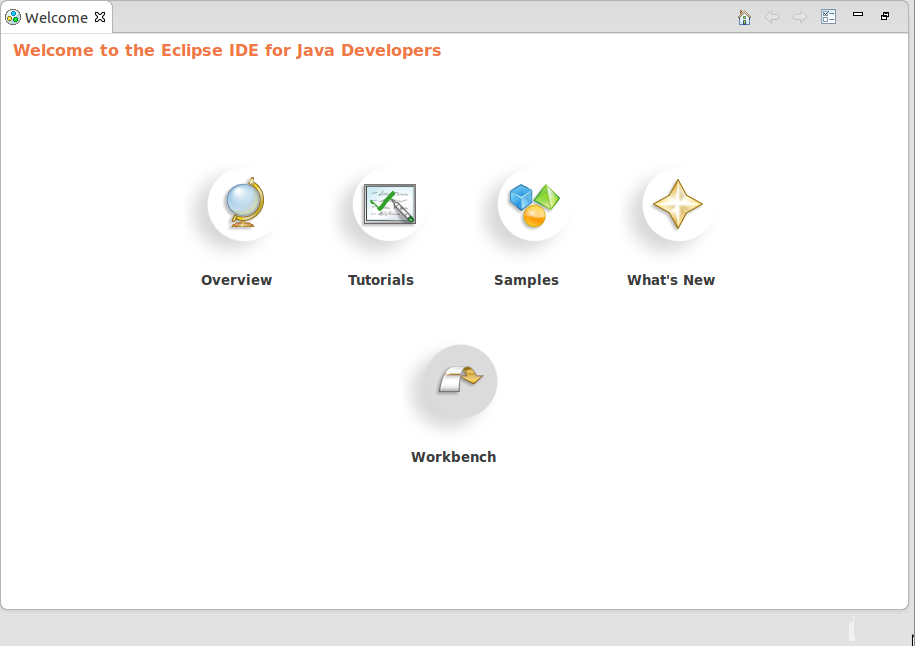 Welcome
Welcome to the Eclipse IDE for Java Developers
Overview
Tutorials
Samples
What's New
Workbench